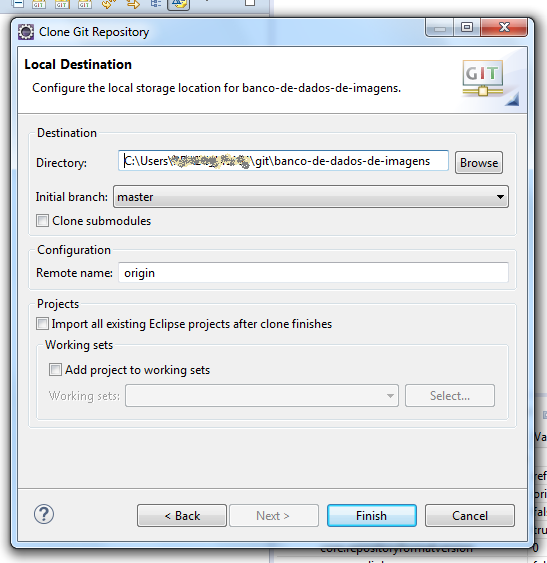 Clone Git Repository
Local Destination
Configure the local storage location for banco-de-dados-de-imagens.
GIT
Destination
Directory: C:\Users\ \git\banco-de-dados-de-imagens Browse
Initial branch: master
Clone submodules
Configuration
Remote name: origin
Projects
Import all existing Eclipse projects after clone finishes
Working sets
Add project to working sets
Working sets: Select...
? < Back Next > Finish Cancel
core.repositoryformatversion 0